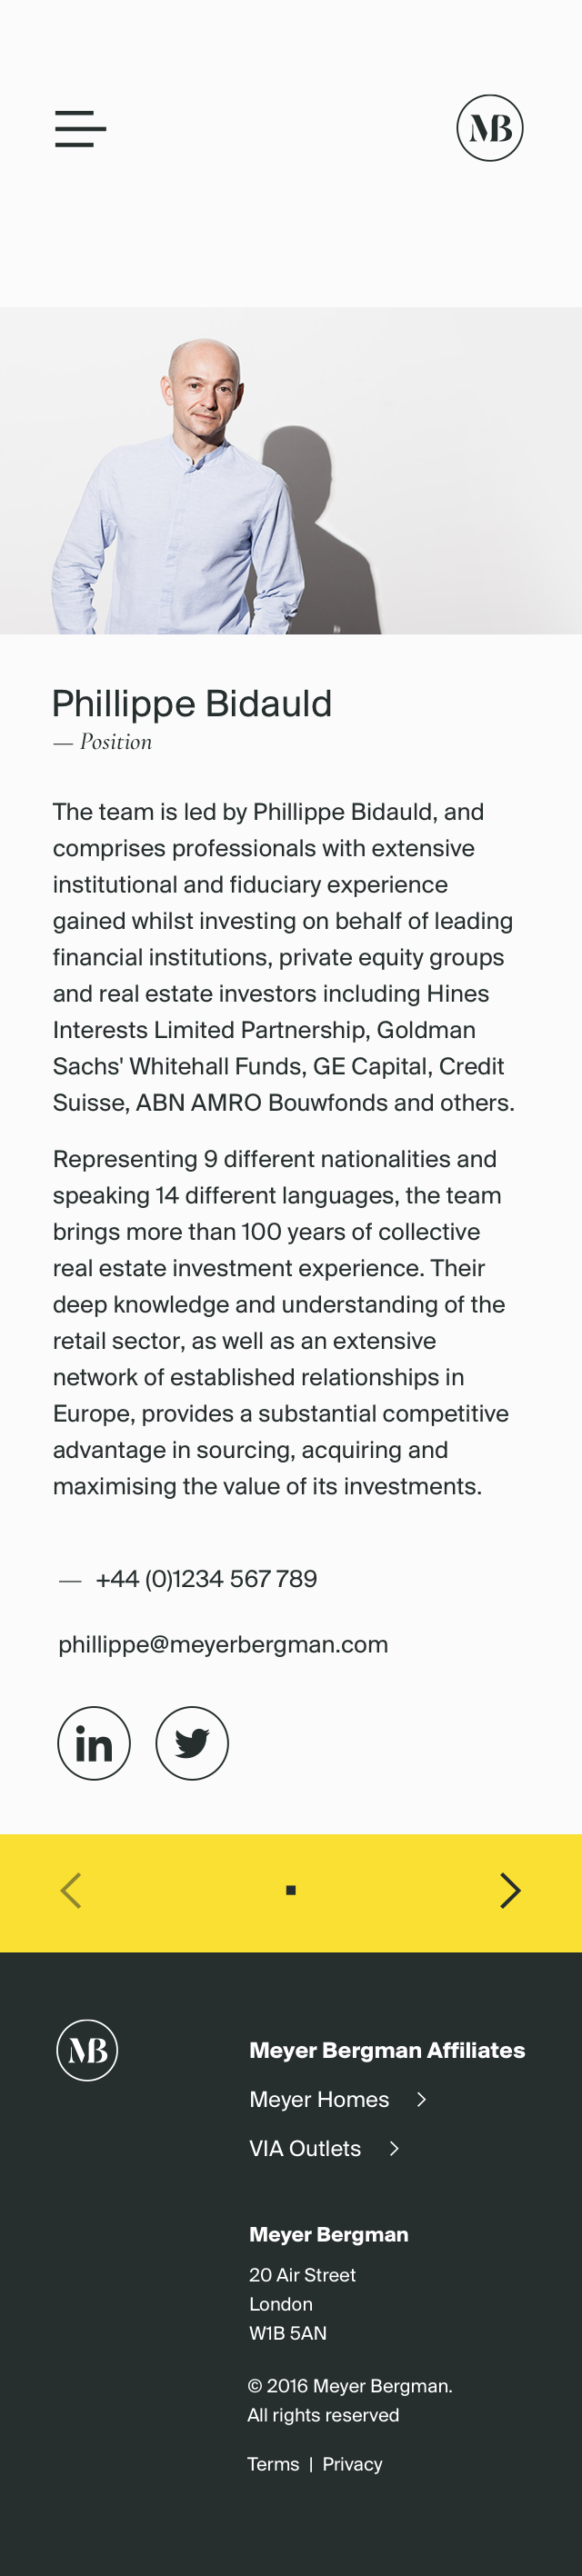 MB
Phillippe Bidauld
— Position
The team is led by Phillippe Bidauld, and
comprises professionals with extensive
institutional and fiduciary experience
gained whilst investing on behalf of leading
financial institutions, private equity groups
and real estate investors including Hines
Interests Limited Partnership, Goldman
Sachs' Whitehall Funds, GE Capital, Credit
Suisse, ABN AMRO Bouwfonds and others.
Representing 9 different nationalities and
speaking 14 different languages, the team
brings more than 100 years of collective
real estate investment experience. Their
deep knowledge and understanding of the
retail sector, as well as an extensive
network of established relationships in
Europe, provides a substantial competitive
advantage in sourcing, acquiring and
maximising the value of its investments.
— +44 (0)1234 567 789
phillippe@meyerbergman.com
in
MB
Meyer Bergman Affiliates
Meyer Homes
VIA Outlets
Meyer Bergman
20 Air Street
London
W1B 5AN
© 2016 Meyer Bergman.
All rights reserved
Terms | Privacy